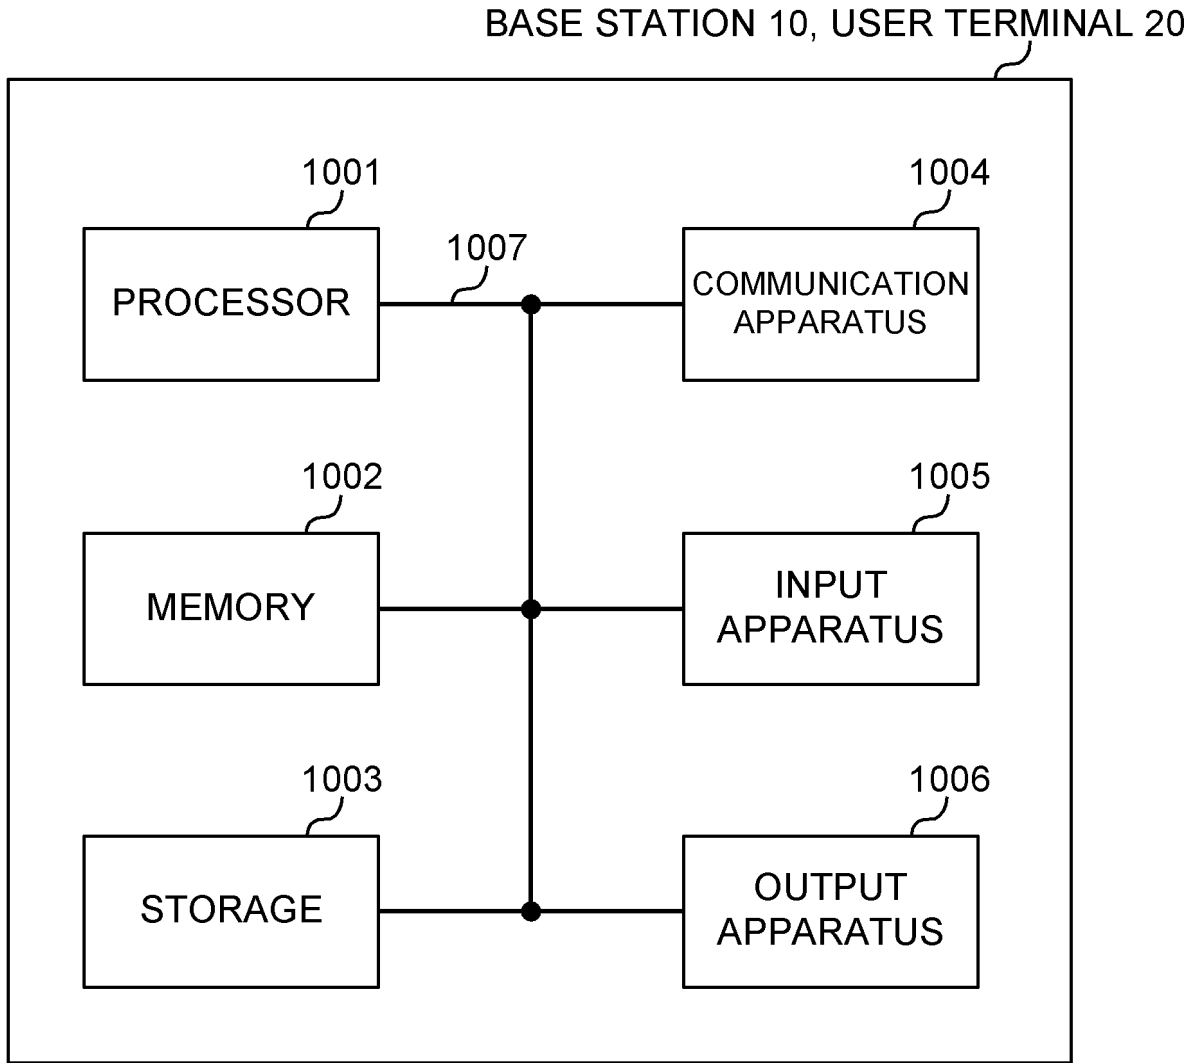 BASE STATION 10, USER TERMINAL 20
1001
1004
1007
PROCESSOR
COMMUNICATION
APPARATUS
1002
1005
MEMORY
INPUT
APPARATUS
1003
1006
STORAGE
OUTPUT
APPARATUS